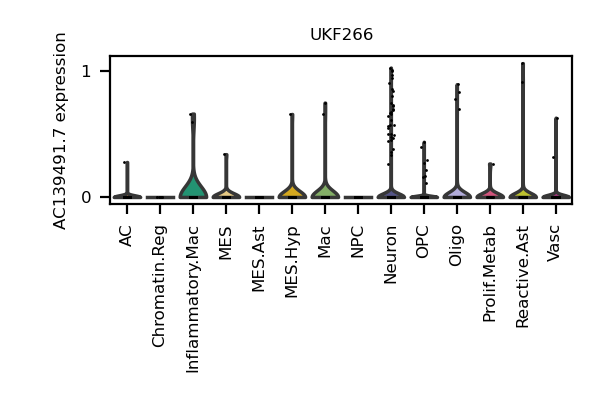 UKF266
AC139491.7 expression
1
0
AC
Chromatin.Reg
Inflammatory.Mac
MES
MES.Ast
MES.Hyp
Mac
NPC
Neuron
OPC
Oligo
Prolif.Metab
Reactive.Ast
Vasc